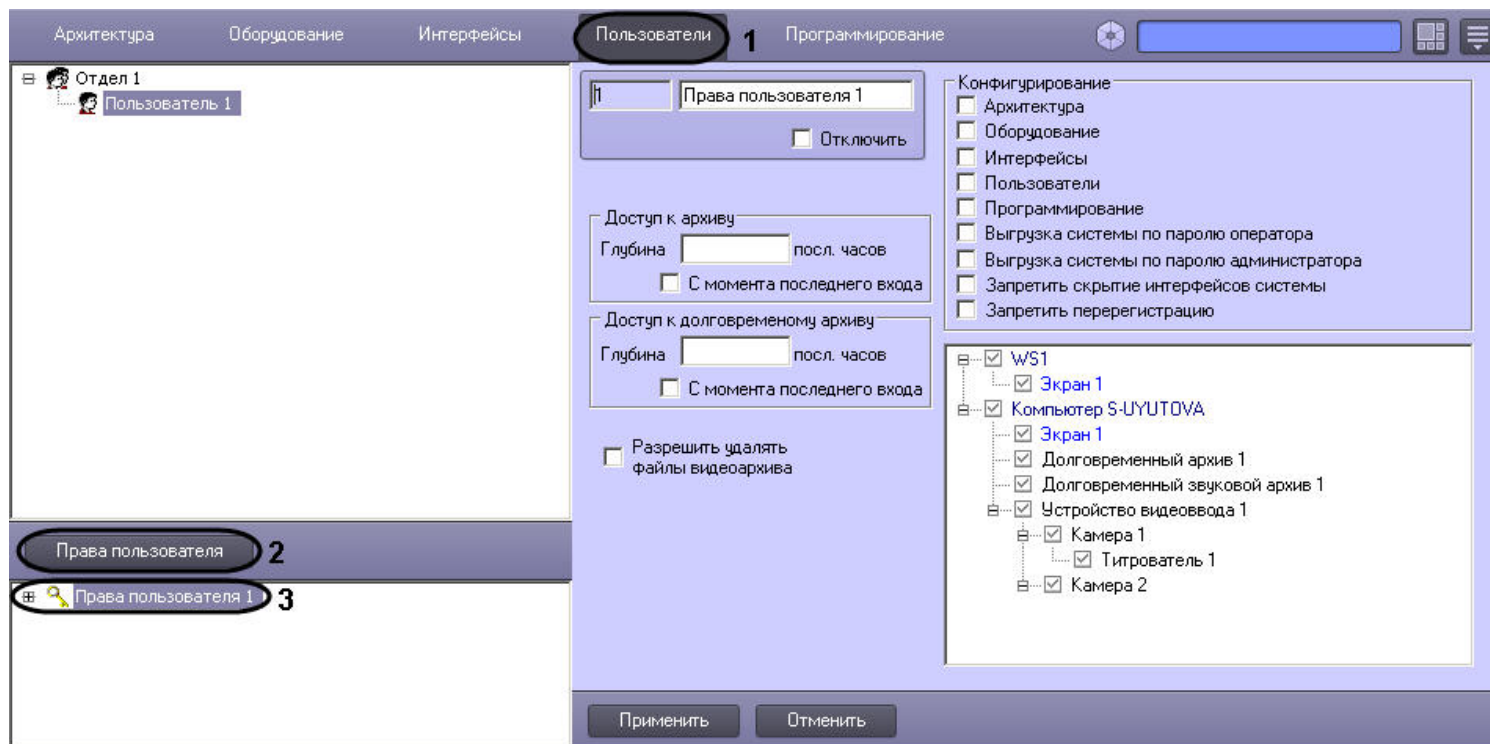 Архитектура Оборудование Интерфейсы Пользователи 1 Программирование
Отдел 1
Пользователь 1
1 Права пользователя 1
Отключить
Доступ к архиву
Глубина посл. часов
С момента последнего входа
Доступ к долговременому архиву
Глубина посл. часов
С момента последнего входа
Разрешить удалять
файлы видеоархива
Конфигурирование
Архитектура
Оборудование
Интерфейсы
Пользователи
Программирование
Выгрузка системы по паролю оператора
Выгрузка системы по паролю администратора
Запретить скрытие интерфейсов системы
Запретить перерегистрацию
WS1
Экран 1
Компьютер S-UYUTOVA
Экран 1
Долговременный архив 1
Долговременный звуковой архив 1
Устройство видеоввода 1
Камера 1
Титрователь 1
Камера 2
Права пользователя 2
Права пользователя 1 3
Применить Отменить